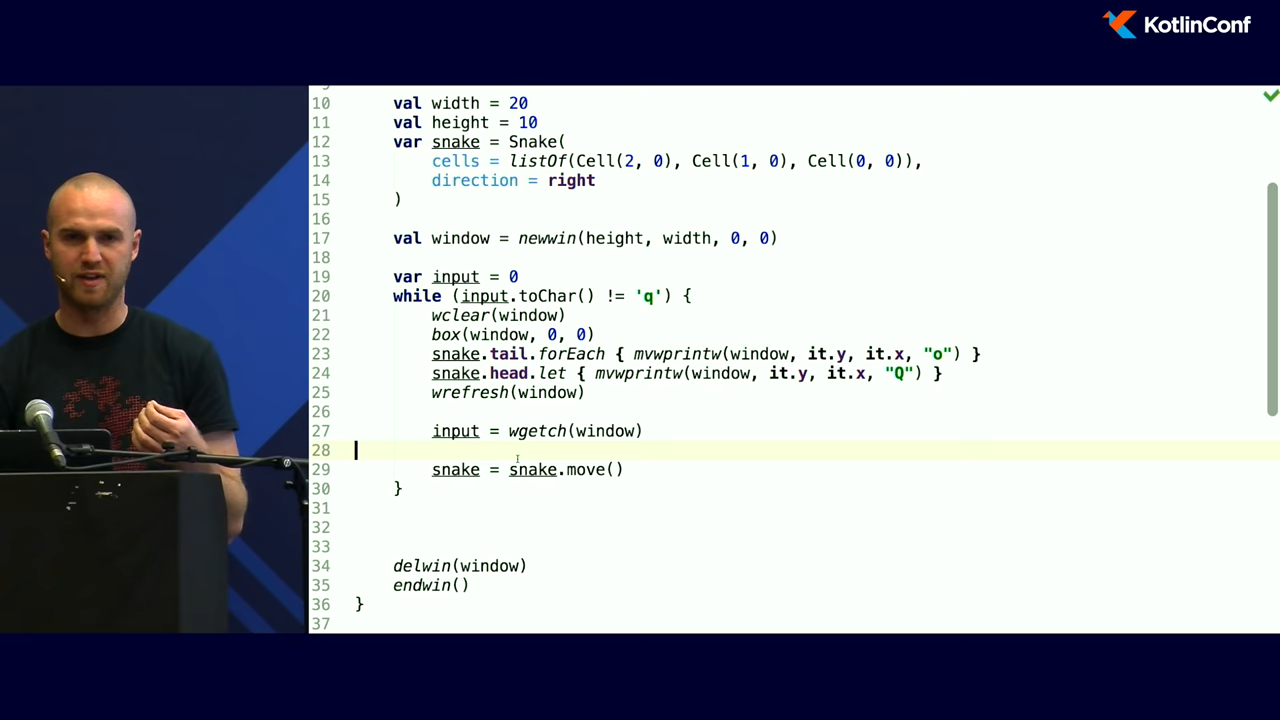 KotlinConf
10 val width = 20
11 val height = 10
12 var snake = Snake(
13 cells = listOf(Cell(2, 0), Cell(1, 0), Cell(0, 0)),
14 direction = right
15 )
16
17 val window = newwin(height, width, 0, 0)
18
19 var input = 0
20 while (input.toChar() != 'q') {
21 wclear(window)
22 box(window, 0, 0)
23 snake.tail.forEach { mvwprintw(window, it.y, it.x, "o") }
24 snake.head.let { mvwprintw(window, it.y, it.x, "Q") }
25 wrefresh(window)
26
27 input = wgetch(window)
28
29 snake = snake.move()
30 }
31
32
33
34 delwin(window)
35 endwin()
36 }
37